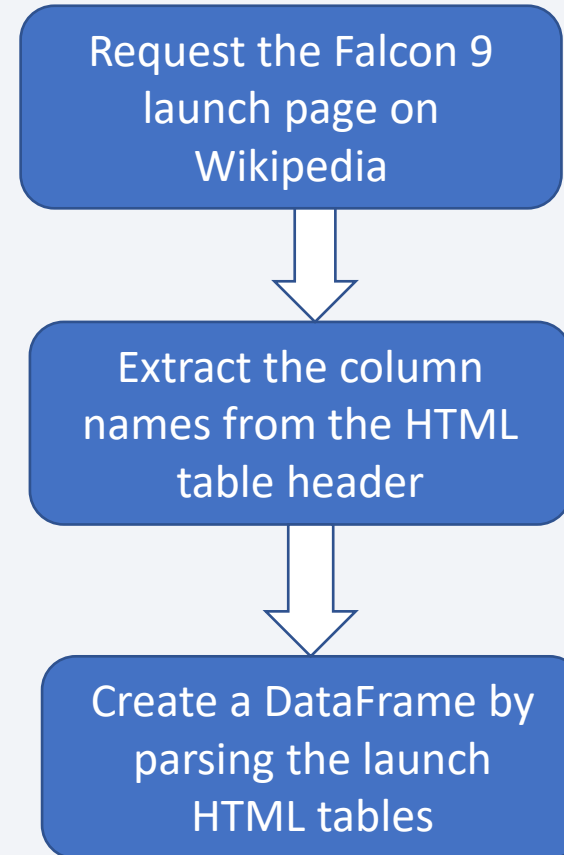 Request the Falcon 9
launch page on
Wikipedia
Extract the column
names from the HTML
table header
Create a DataFrame by
parsing the launch
HTML tables